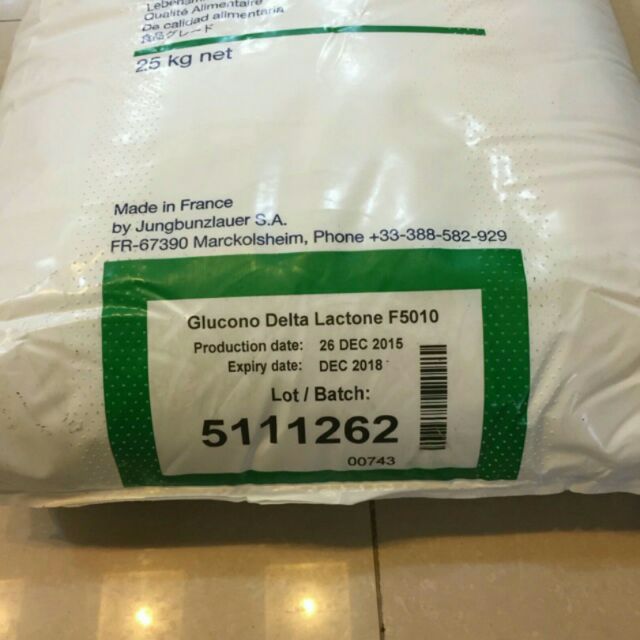 Qualité Alimentaire
De calidad alimentaria
食品グレード
25 kg net
Made in France
by Jungbunzlauer S.A.
FR-67390 Marckolsheim, Phone +33-388-582-929
Glucono Delta Lactone F5010
Production date: 26 DEC 2015
Expiry date: DEC 2018
Lot / Batch:
5111262
00743